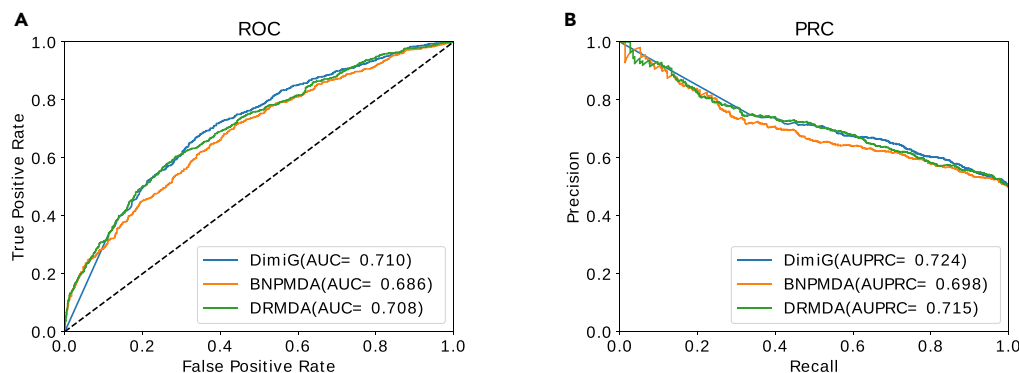 A
ROC
True Positive Rate
1.0
0.8
0.6
0.4
0.2
0.0
DimiG(AUC= 0.710)
BNPMDA(AUC= 0.686)
DRMDA(AUC= 0.708)
0.0 0.2 0.4 0.6 0.8 1.0
False Positive Rate
B
PRC
Precision
1.0
0.8
0.6
0.4
0.2
0.0
DimiG(AUPRC= 0.724)
BNPMDA(AUPRC= 0.698)
DRMDA(AUPRC= 0.715)
0.0 0.2 0.4 0.6 0.8 1.0
Recall